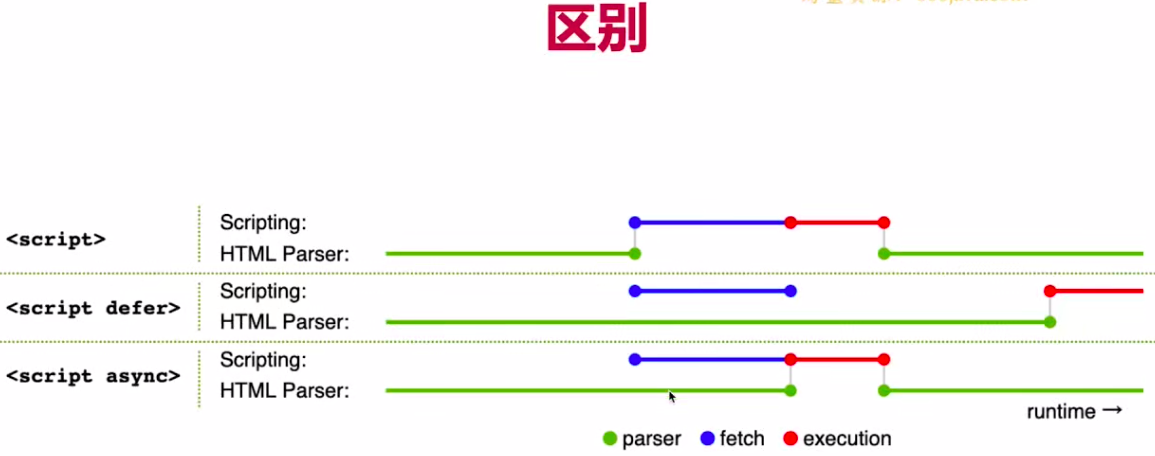 区别
<script>
Scripting:
HTML Parser:
<script defer>
Scripting:
HTML Parser:
<script async>
Scripting:
HTML Parser:
runtime →
parser fetch execution